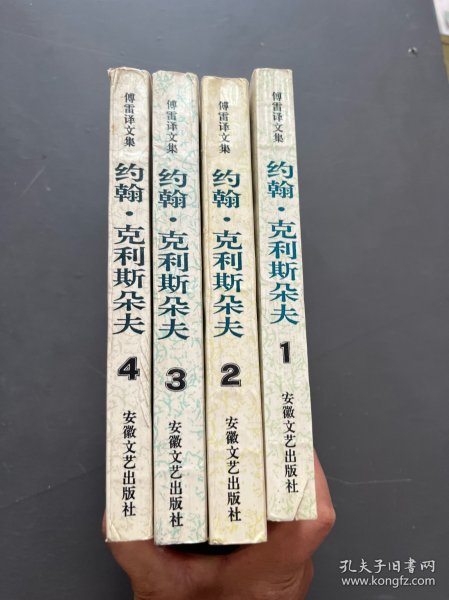 傅雷译文集
约翰·克利斯朵夫
4
安徽文艺出版社
傅雷译文集
约翰·克利斯朵夫
3
安徽文艺出版社
傅雷译文集
约翰·克利斯朵夫
2
安徽文艺出版社
傅雷译文集
约翰·克利斯朵夫
1
安徽文艺出版社
孔夫子旧书网
www.kongfz.com